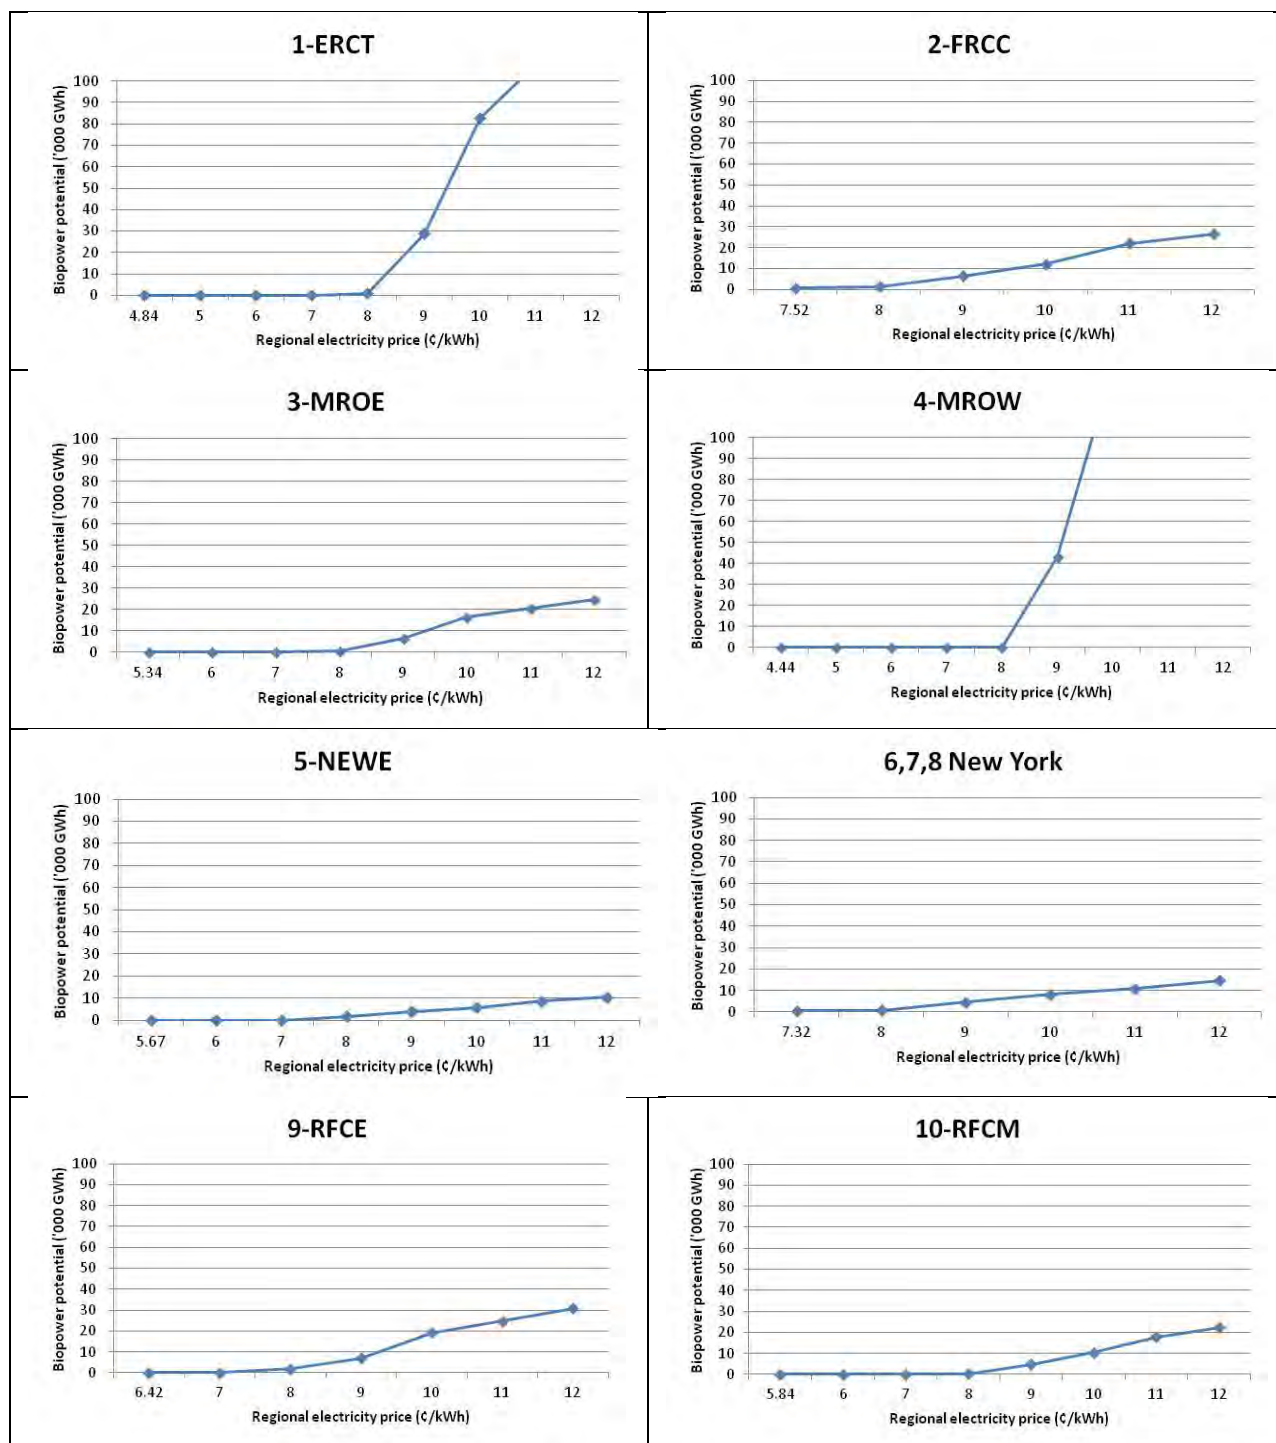 1-ERCT
Biopower potential ('000 GWh)
100
90
80
70
60
50
40
30
20
10
0
4.84 5 6 7 8 9 10 11 12
Regional electricity price (¢/kWh)
2-FRCC
Biopower potential ('000 GWh)
100
90
80
70
60
50
40
30
20
10
0
7.52 8 9 10 11 12
Regional electricity price (¢/kWh)
3-MROE
Biopower potential ('000 GWh)
100
90
80
70
60
50
40
30
20
10
0
5.34 6 7 8 9 10 11 12
Regional electricity price (¢/kWh)
4-MROW
Biopower potential ('000 GWh)
100
90
80
70
60
50
40
30
20
10
0
4.44 5 6 7 8 9 10 11 12
Regional electricity price (¢/kWh)
5-NEWE
Biopower potential ('000 GWh)
100
90
80
70
60
50
40
30
20
10
0
5.67 6 7 8 9 10 11 12
Regional electricity price (¢/kWh)
6,7,8 New York
Biopower potential ('000 GWh)
100
90
80
70
60
50
40
30
20
10
0
7.32 8 9 10 11 12
Regional electricity price (¢/kWh)
9-RFCE
Biopower potential ('000 GWh)
100
90
80
70
60
50
40
30
20
10
0
6.42 7 8 9 10 11 12
Regional electricity price (¢/kWh)
10-RFCM
Biopower potential ('000 GWh)
100
90
80
70
60
50
40
30
20
10
0
5.84 6 7 8 9 10 11 12
Regional electricity price (¢/kWh)